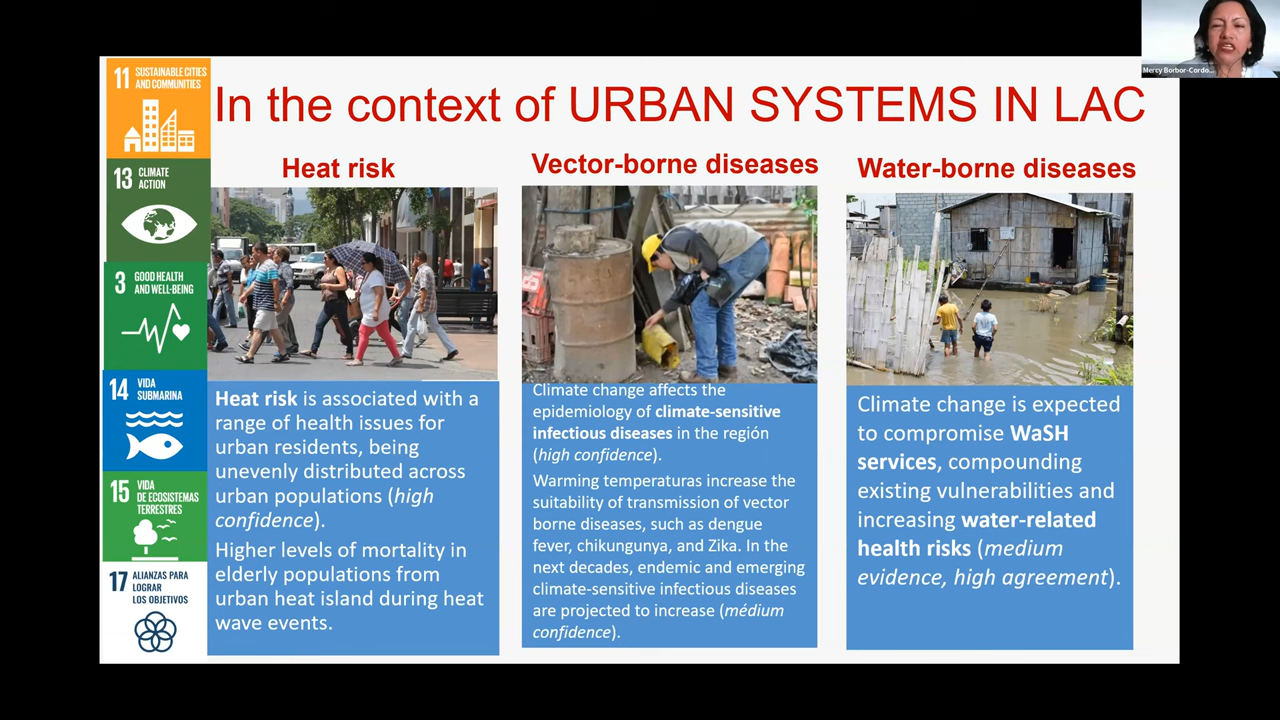 Mercy Borbor-Cordo...
In the context of URBAN SYSTEMS IN LAC
11 SUSTAINABLE CITIES
AND COMMUNITIES
13 CLIMATE
ACTION
3 GOOD HEALTH
AND WELL-BEING
14 VIDA
SUBMARINA
15 VIDA
DE ECOSISTEMAS
TERRESTRES
17 ALIANZAS PARA
LOGRAR
LOS OBJETIVOS
Heat risk
Heat risk is associated with a
range of health issues for
urban residents, being
unevenly distributed across
urban populations (high
confidence).
Higher levels of mortality in
elderly populations from
urban heat island during heat
wave events.
Vector-borne diseases
Climate change affects the
epidemiology of climate-sensitive
infectious diseases in the región
(high confidence).
Warming temperaturas increase the
suitability of transmission of vector
borne diseases, such as dengue
fever, chikungunya, and Zika. In the
next decades, endemic and emerging
climate-sensitive infectious diseases
are projected to increase (médium
confidence).
Water-borne diseases
Climate change is expected
to compromise WaSH
services, compounding
existing vulnerabilities and
increasing water-related
health risks (medium
evidence, high agreement).